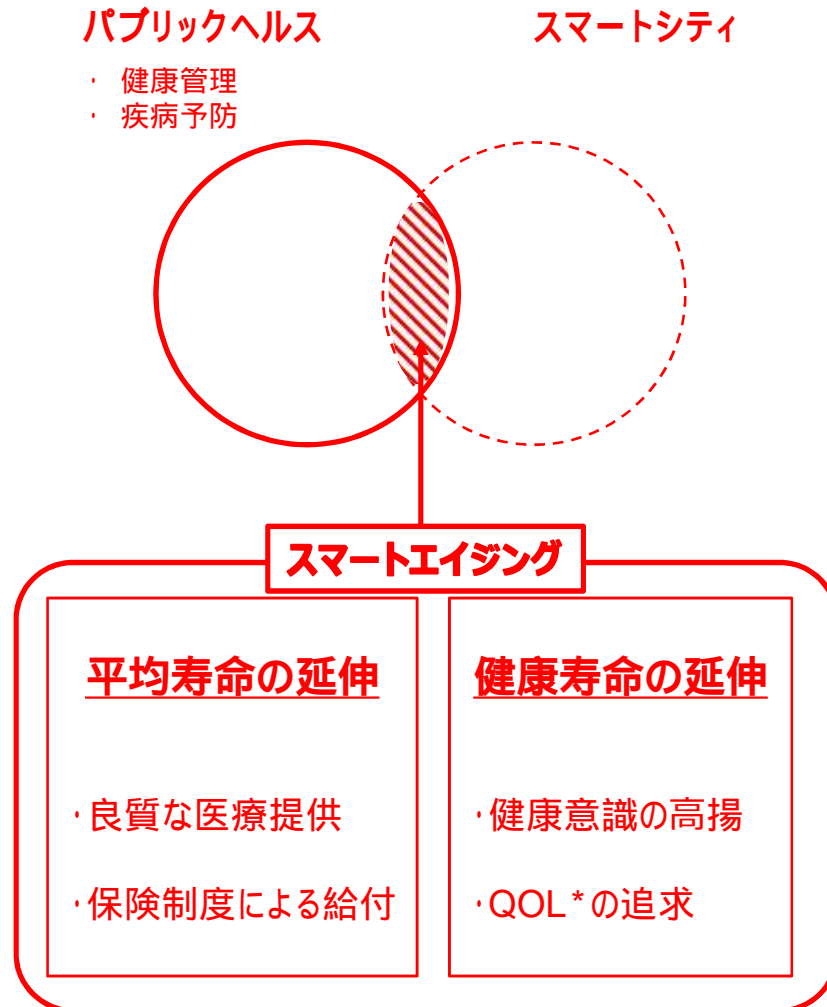 パブリックヘルス
スマートシティ
・ 健康管理
・ 疾病予防
スマートエイジング
平均寿命の延伸
・良質な医療提供
・保険制度による給付
健康寿命の延伸
・健康意識の高揚
・QOL*の追求